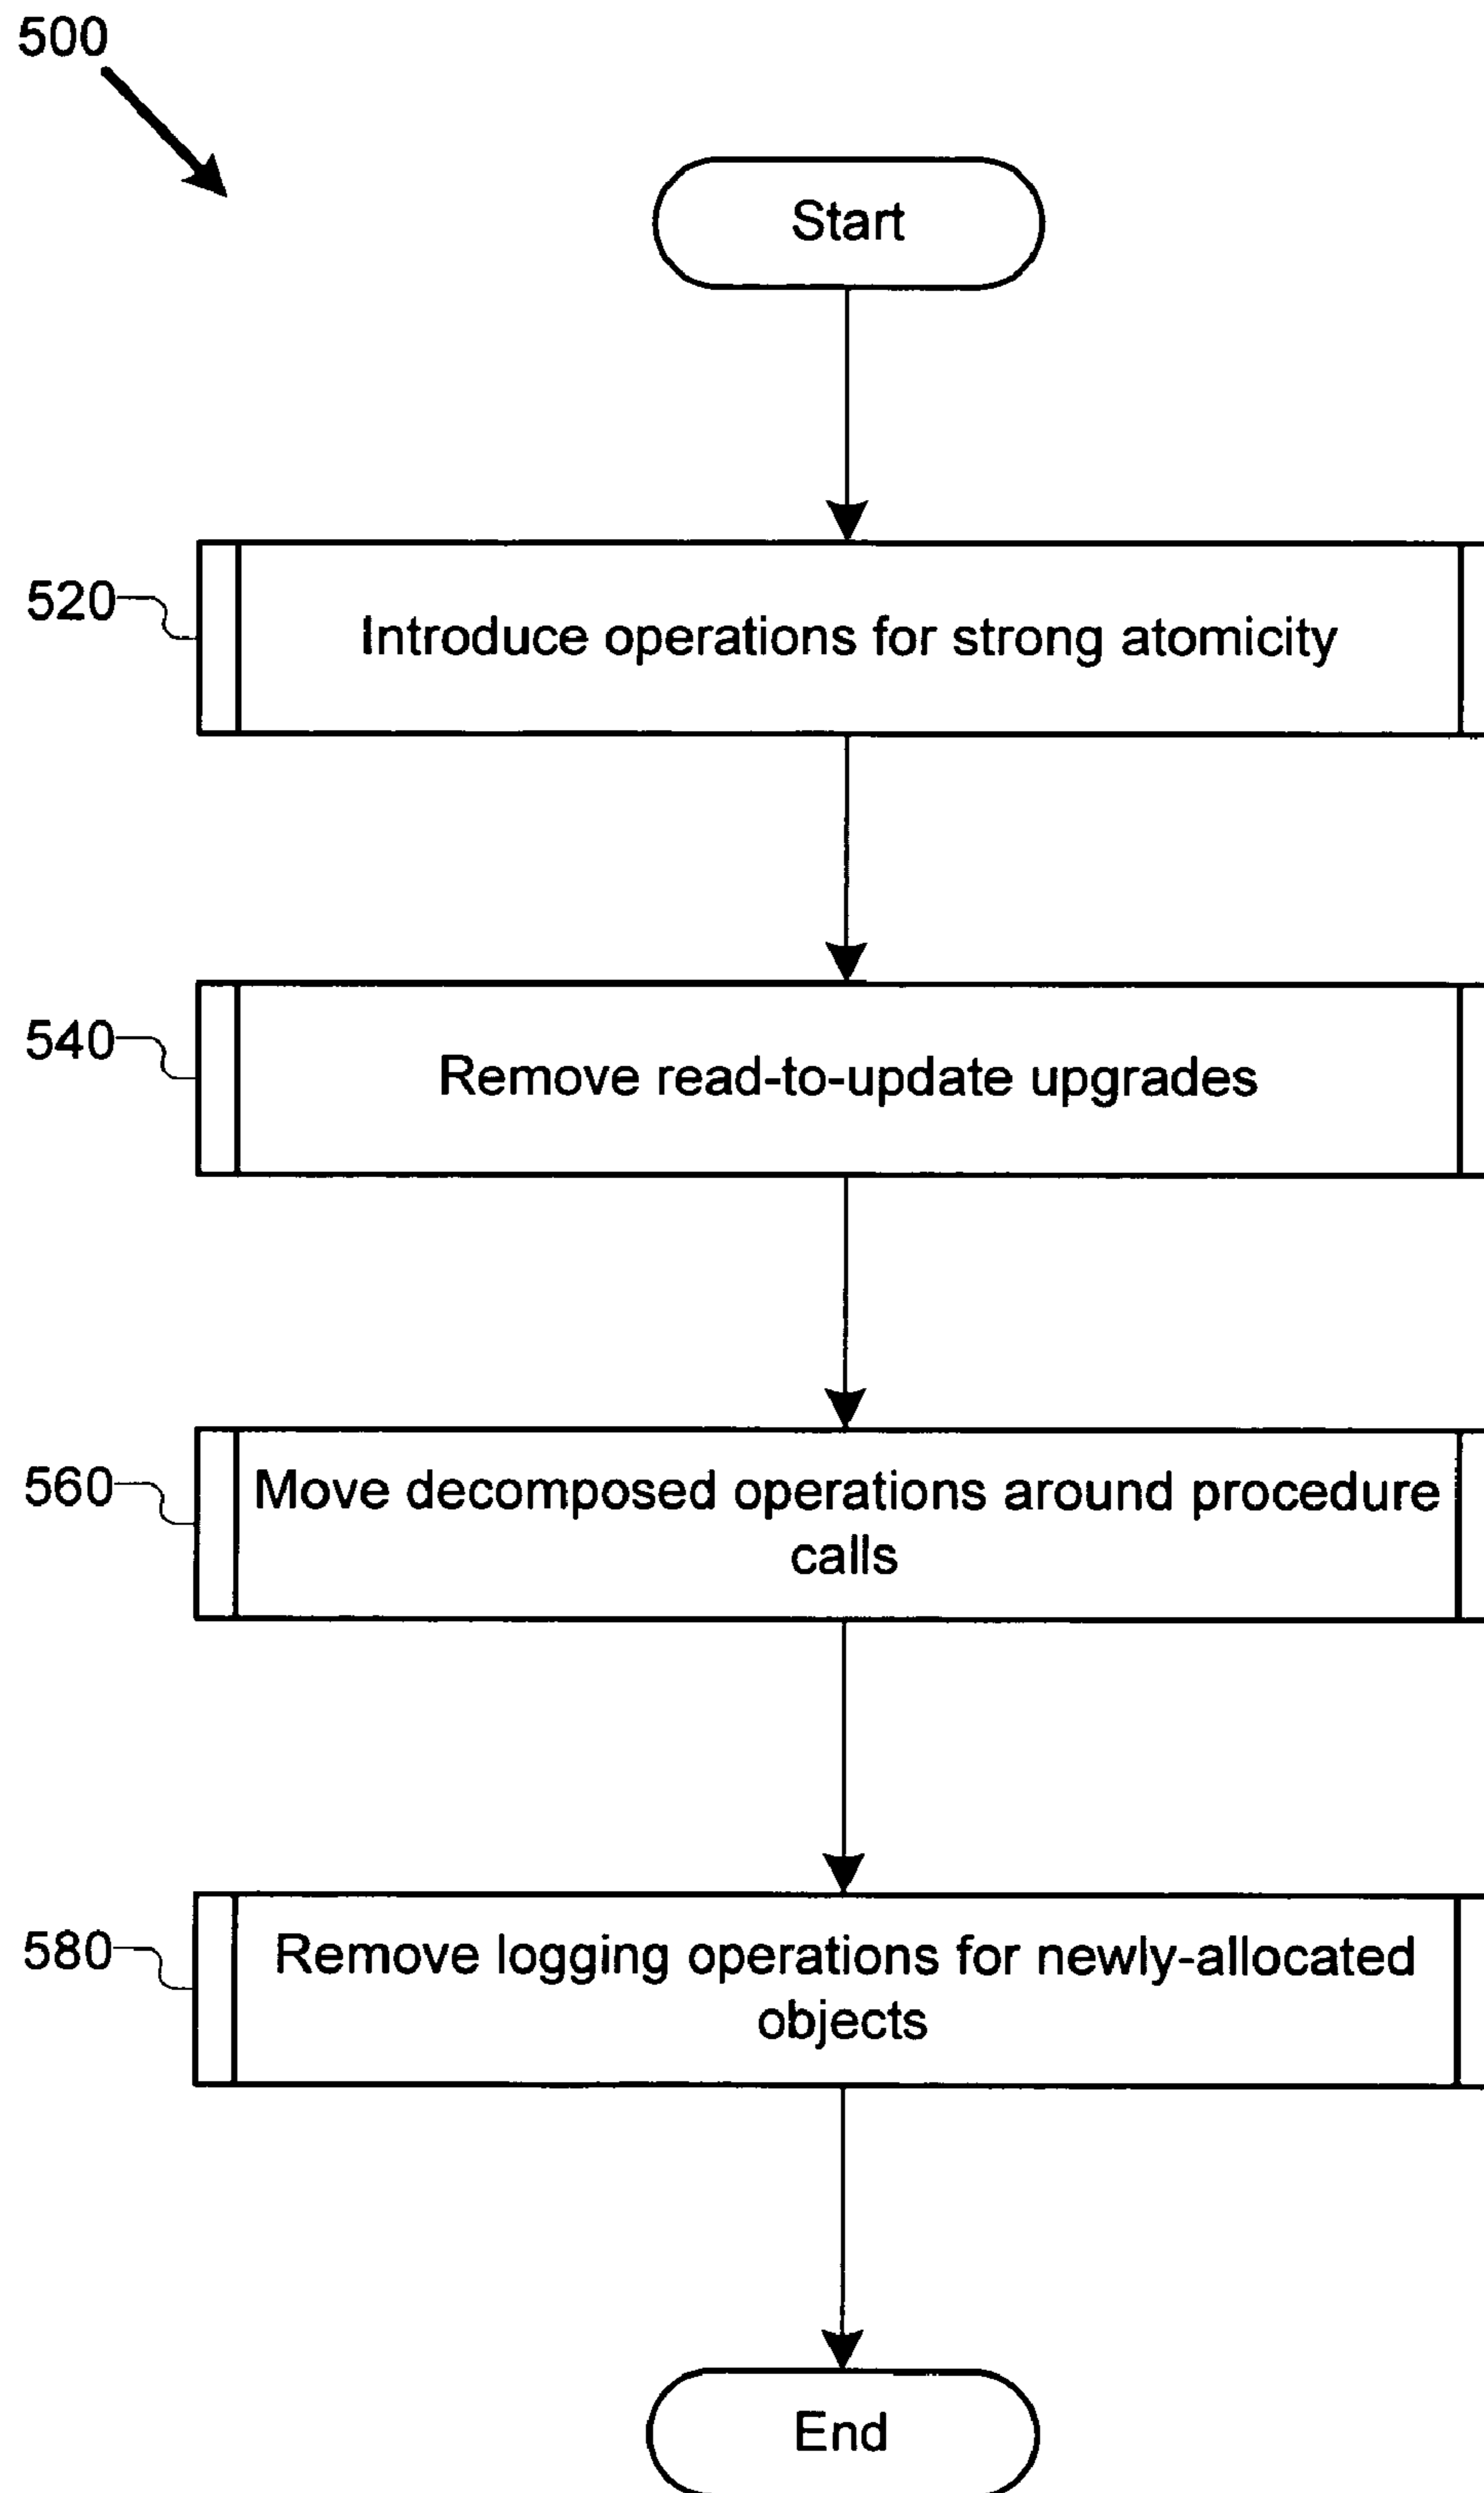 500
Start
520
Introduce operations for strong atomicity
540
Remove read-to-update upgrades
560
Move decomposed operations around procedure
calls
580
Remove logging operations for newly-allocated
objects
End